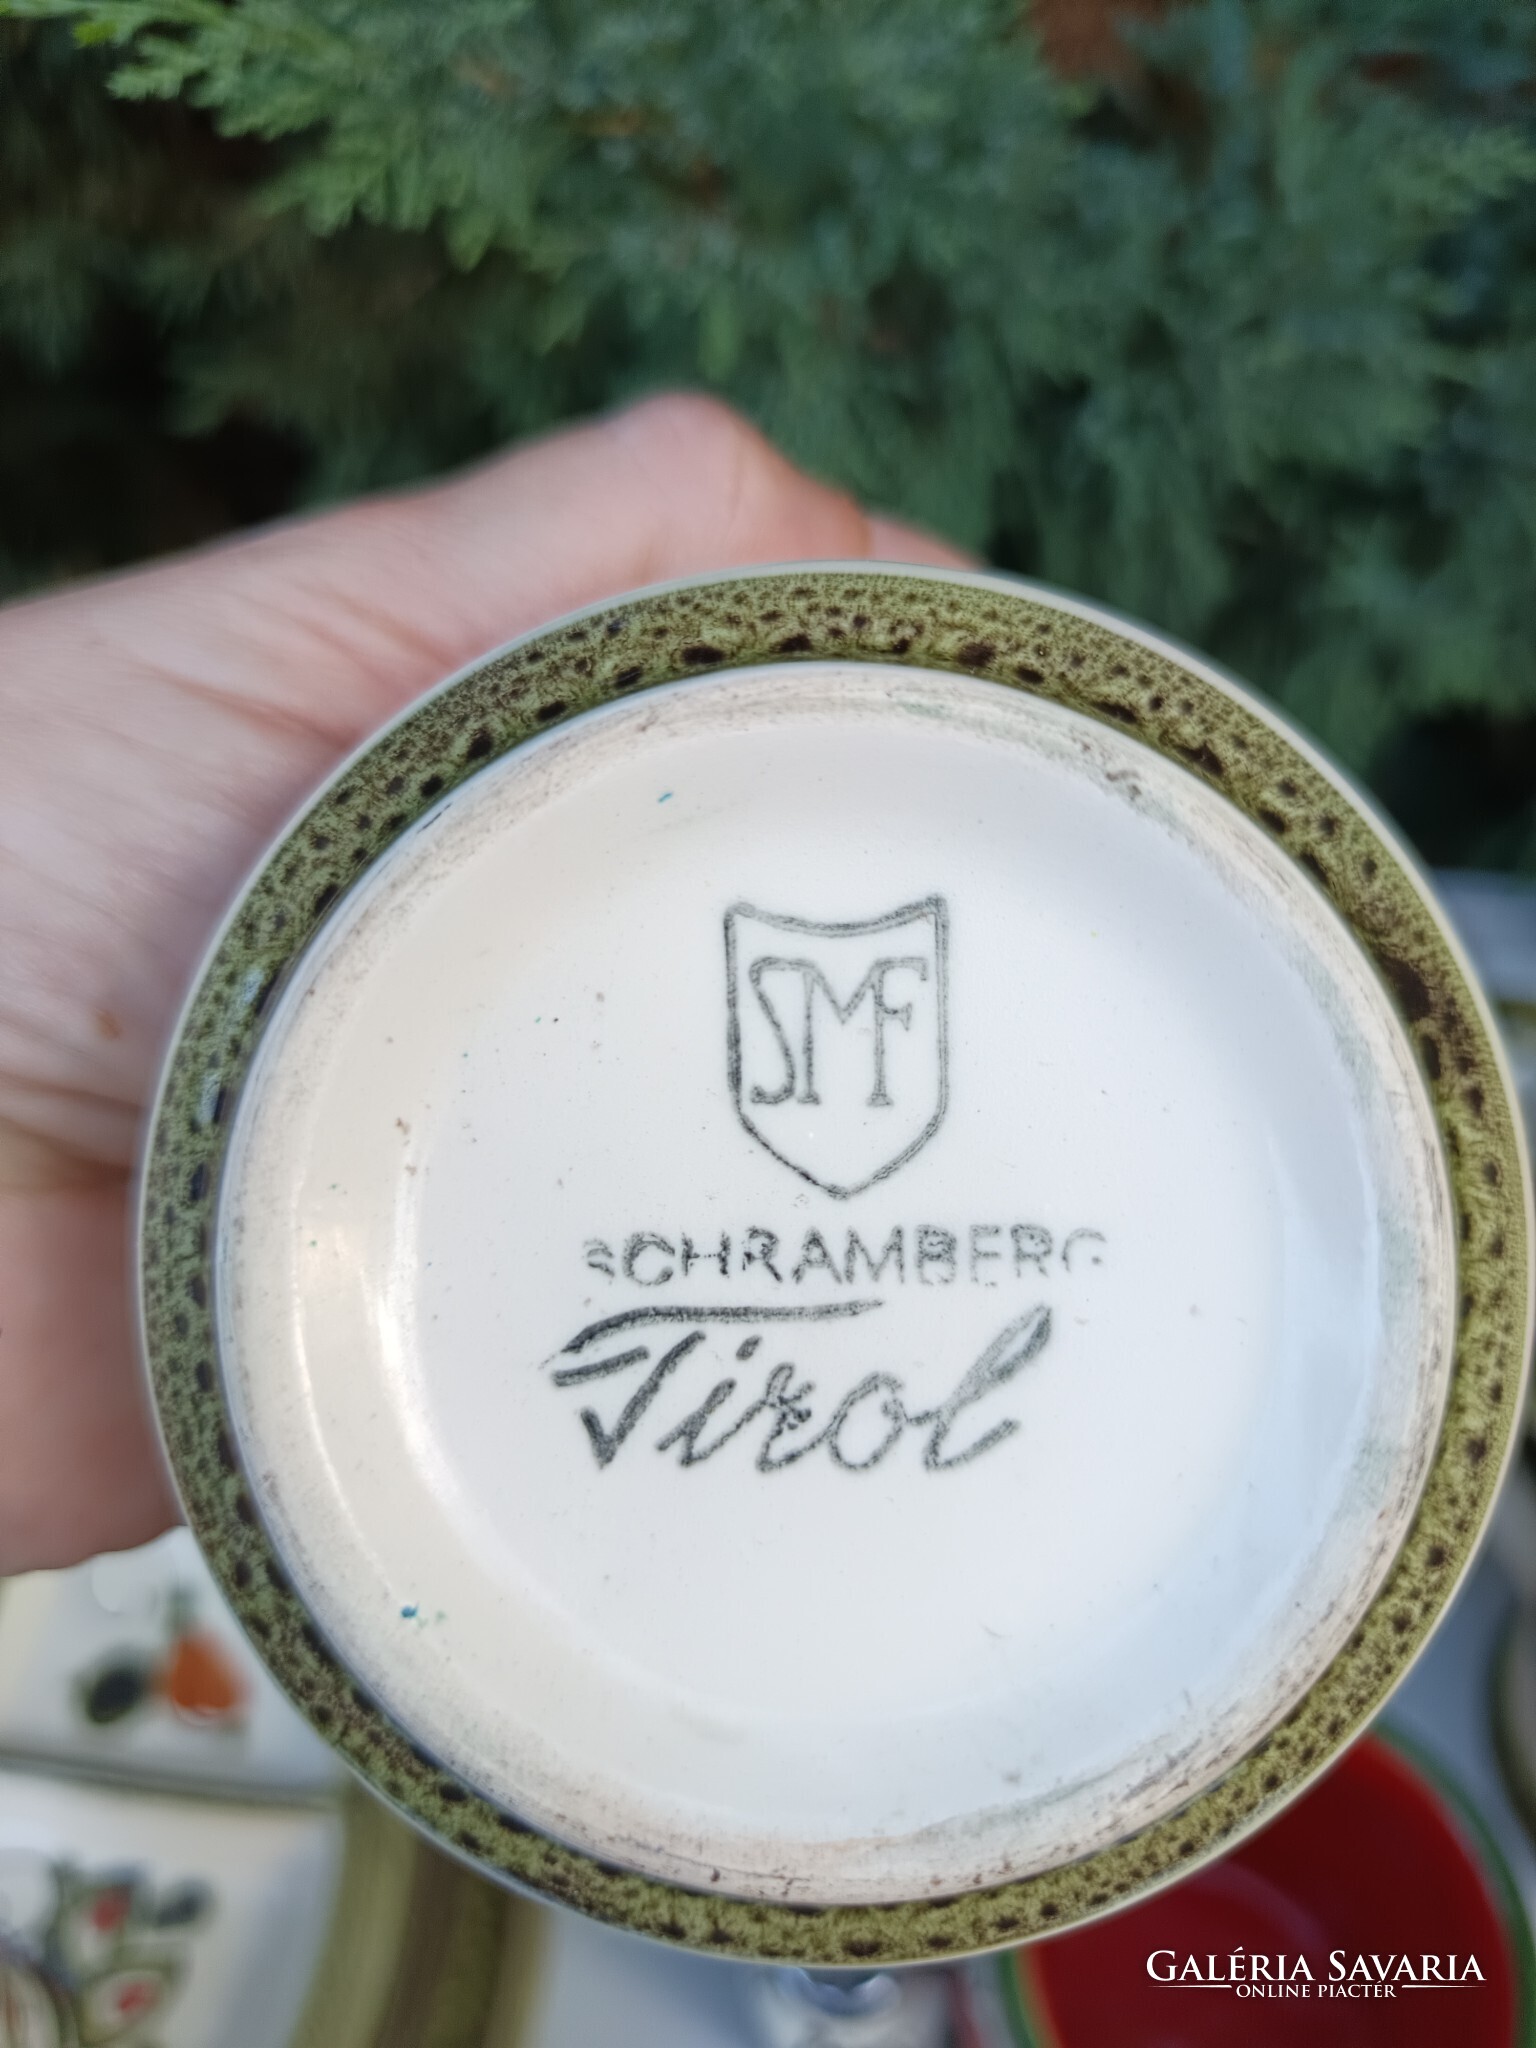 SMF
SCHRAMBERG
Tirol
GALÉRIA SAVARIA
ONLINE PIACTÉR